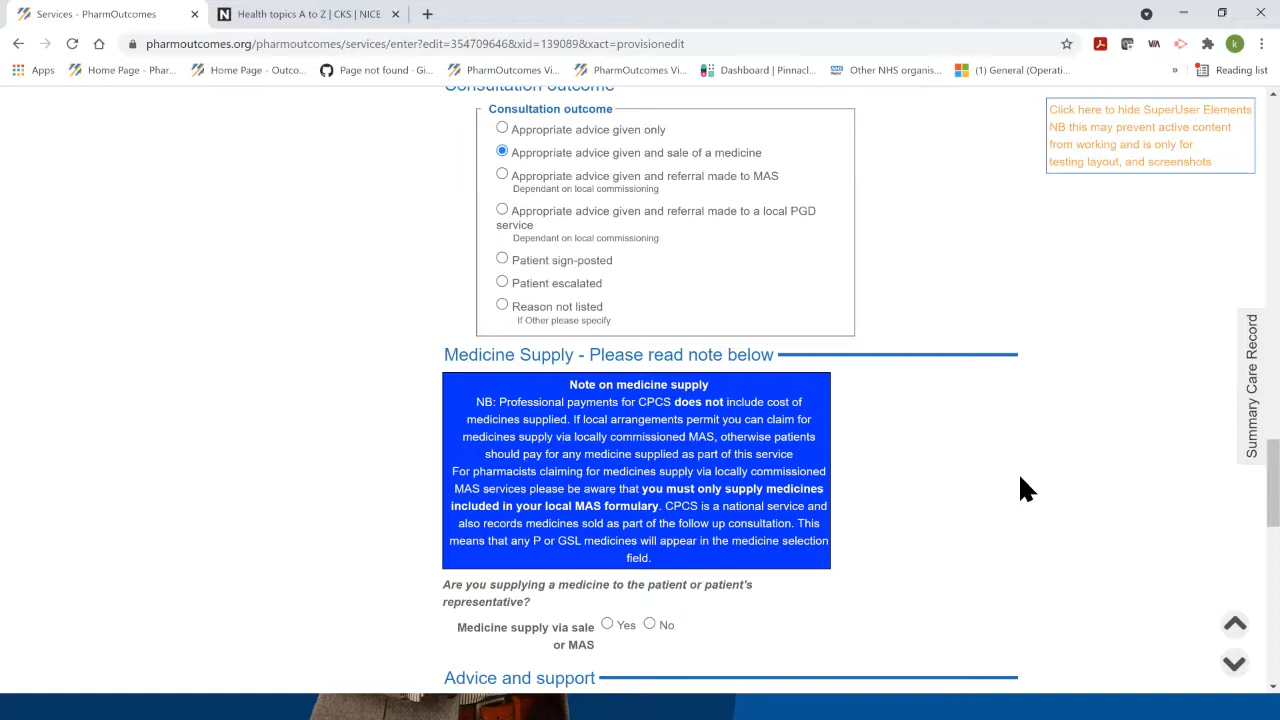 Services - PharmOutcomes
Health topics A to Z | CKS | NICE
pharmoutcomes.org/pharmoutcomes/services/enter?edit=354709646&xid=139089&xact=provisionedit
Apps
Home Page - Phar...
Home Page - Outco...
Page not found - Gi...
PharmOutcomes Vi...
PharmOutcomes Vi...
Dashboard | Pinnacl...
Other NHS organis...
(1) General (Operati...
»
Reading list
Consultation outcome
Consultation outcome
Appropriate advice given only
Appropriate advice given and sale of a medicine
Appropriate advice given and referral made to MAS
Dependant on local commissioning
Appropriate advice given and referral made to a local PGD
service
Dependant on local commissioning
Patient sign-posted
Patient escalated
Reason not listed
If Other please specify
Click here to hide SuperUser Elements
NB this may prevent active content
from working and is only for
testing layout, and screenshots
Summary Care Record
Medicine Supply - Please read note below
Note on medicine supply
NB: Professional payments for CPCS does not include cost of
medicines supplied. If local arrangements permit you can claim for
medicines supply via locally commissioned MAS, otherwise patients
should pay for any medicine supplied as part of this service
For pharmacists claiming for medicines supply via locally commissioned
MAS services please be aware that you must only supply medicines
included in your local MAS formulary. CPCS is a national service and
also records medicines sold as part of the follow up consultation. This
means that any P or GSL medicines will appear in the medicine selection
field.
Are you supplying a medicine to the patient or patient's
representative?
Medicine supply via sale
or MAS
Yes
No
Advice and support